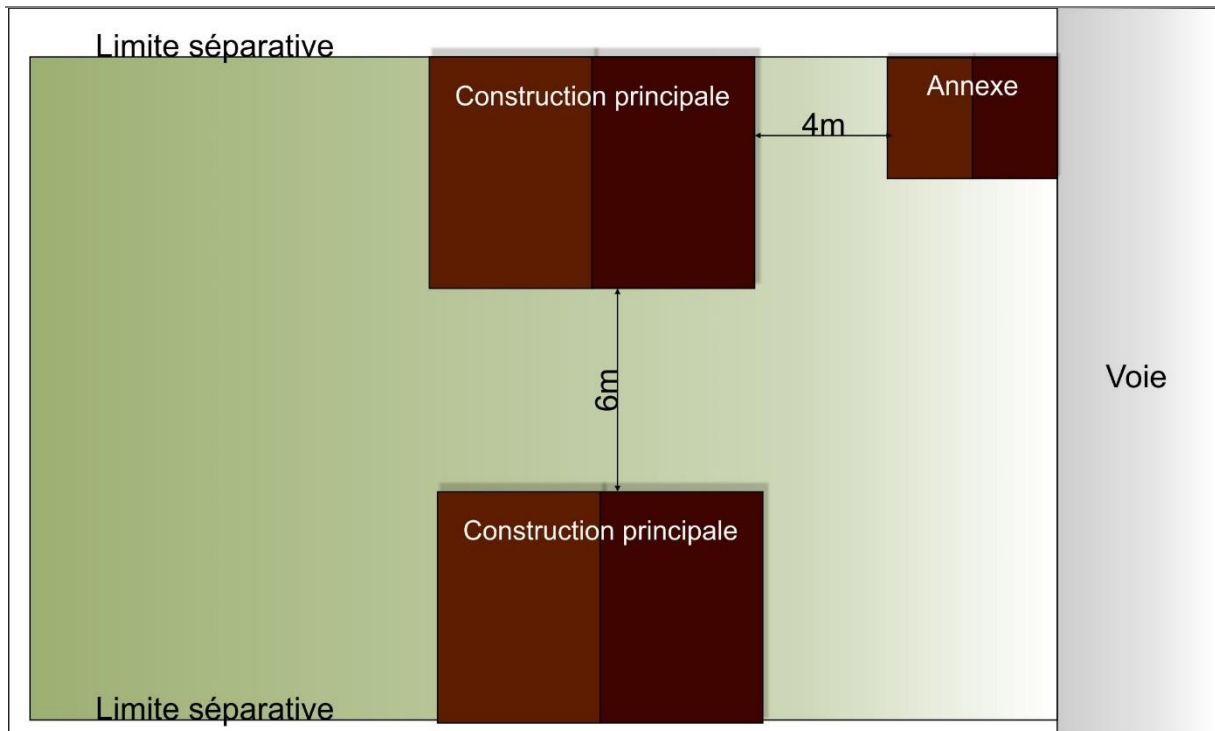 Limite séparative
Construction principale
Annexe
4m
Voie
6m
Construction principale
Limite séparative